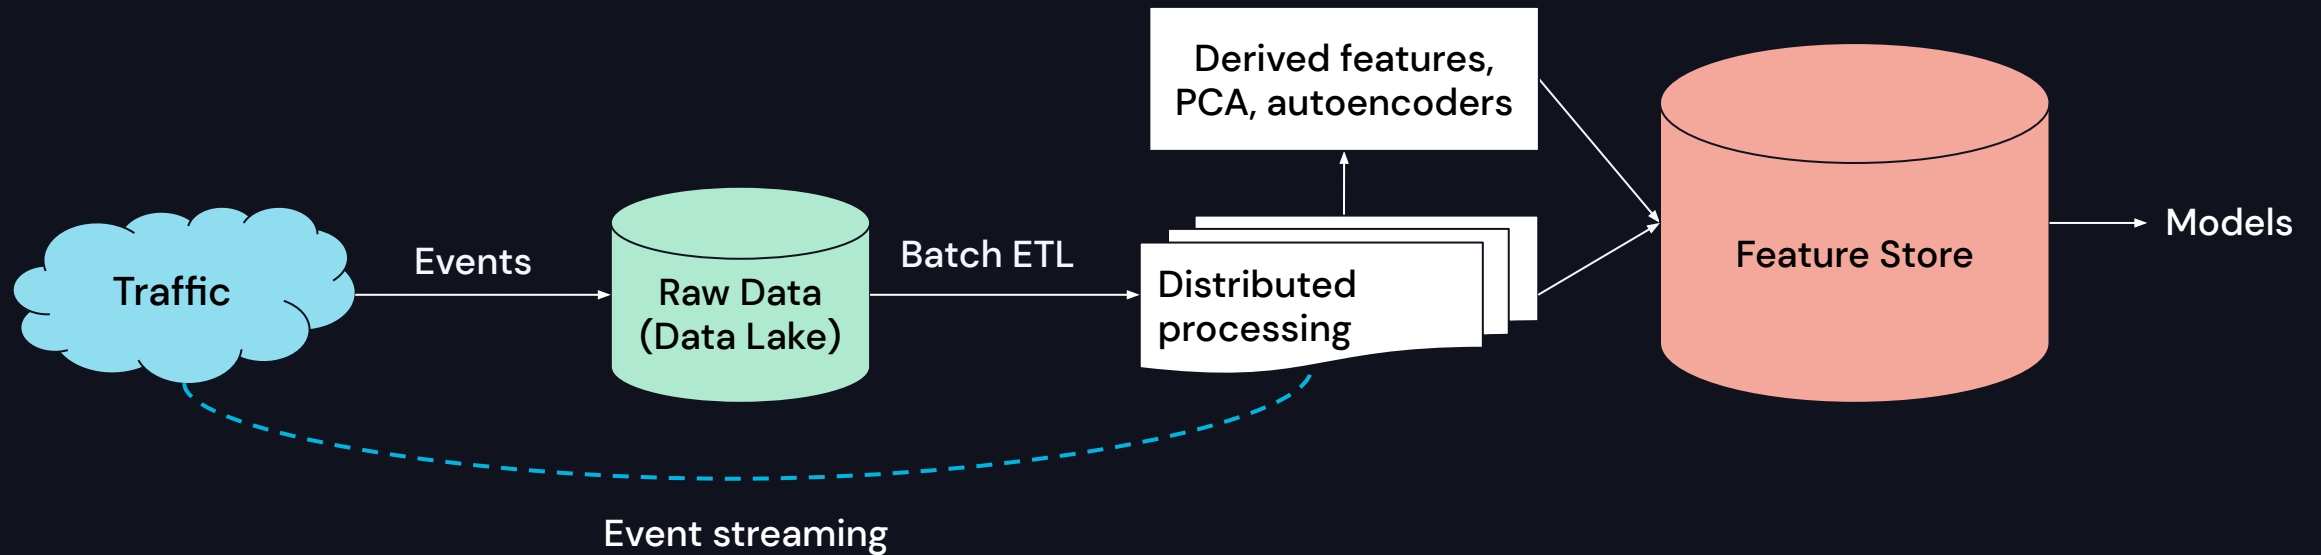 Derived features,
PCA, autoencoders
Traffic
Events
Raw Data
(Data Lake)
Batch ETL
Distributed
processing
Feature Store
Models
Event streaming